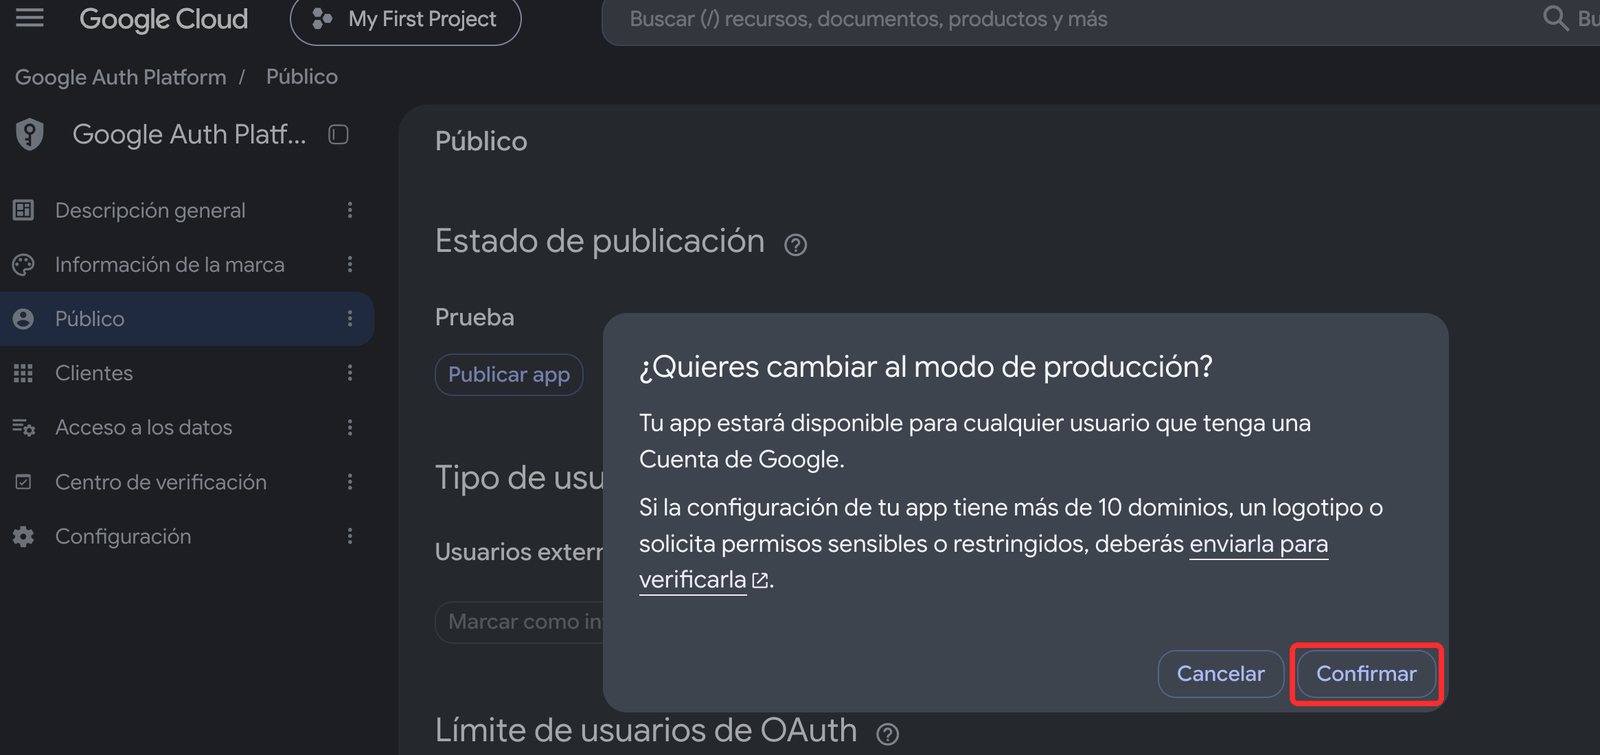 Google Cloud
My First Project
Buscar (/) recursos, documentos, productos y más
Bu
Google Auth Platform / Público
Google Auth Platf...
Descripción general
Información de la marca
Público
Clientes
Acceso a los datos
Centro de verificación
Configuración
Público
Estado de publicación
Prueba
Publicar app
Tipo de usu
Usuarios extern
Marcar como in
Límite de usuarios de OAuth
¿Quieres cambiar al modo de producción?
Tu app estará disponible para cualquier usuario que tenga una
Cuenta de Google.
Si la configuración de tu app tiene más de 10 dominios, un logotipo o
solicita permisos sensibles o restringidos, deberás enviarla para
verificarla.
Cancelar
Confirmar